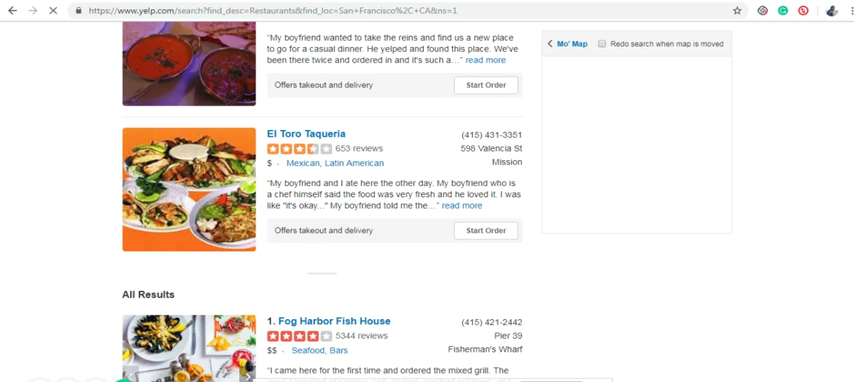 https://www.yelp.com/search?find_desc=Restaurants&find_loc=San+Francisco%2C+CA&ns=1
"My boyfriend wanted to take the reins and find us a new place
to go for a casual dinner. He yelped and found this place. We've
been there twice and ordered in and it's such a..." read more
Offers takeout and delivery
Start Order
Mo' Map
Redo search when map is moved
El Toro Taqueria
(415) 431-3351
653 reviews
598 Valencia St
$ · Mexican, Latin American
Mission
"My boyfriend and I ate here the other day. My boyfriend who is
a chef himself said the food was very fresh and he loved it. I was
like "it's okay..." My boyfriend told me the..." read more
Offers takeout and delivery
Start Order
All Results
1. Fog Harbor Fish House
(415) 421-2442
5344 reviews
Pier 39
$$ · Seafood, Bars
Fisherman's Wharf
"I came here for the first time and ordered the mixed grill. The